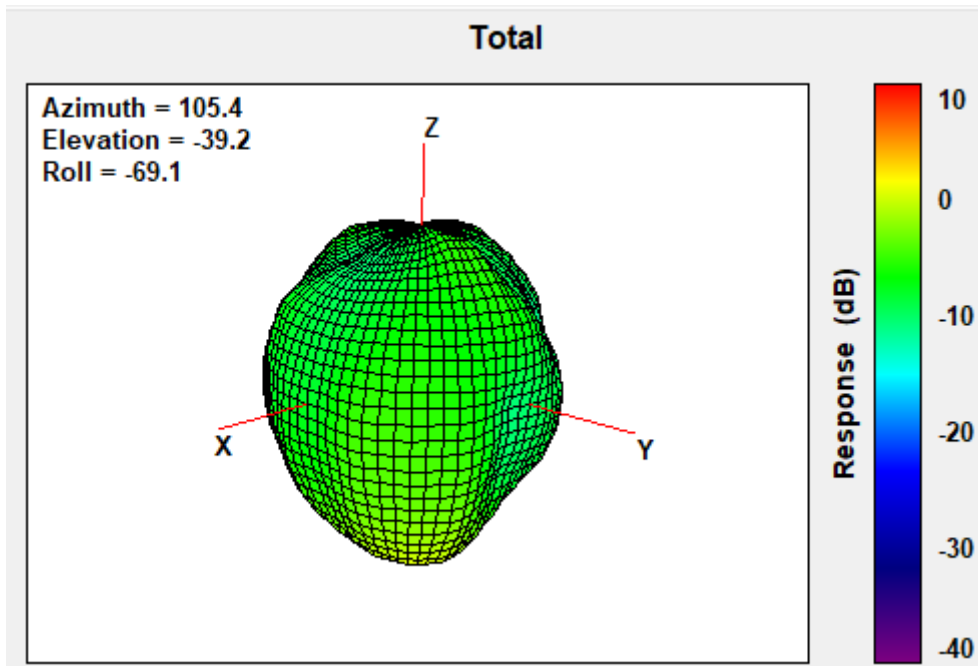 Total
Azimuth = 105.4
Elevation = -39.2
Roll = -69.1
Z
X
Y
10
0
-10
-20
-30
-40
Response (dB)